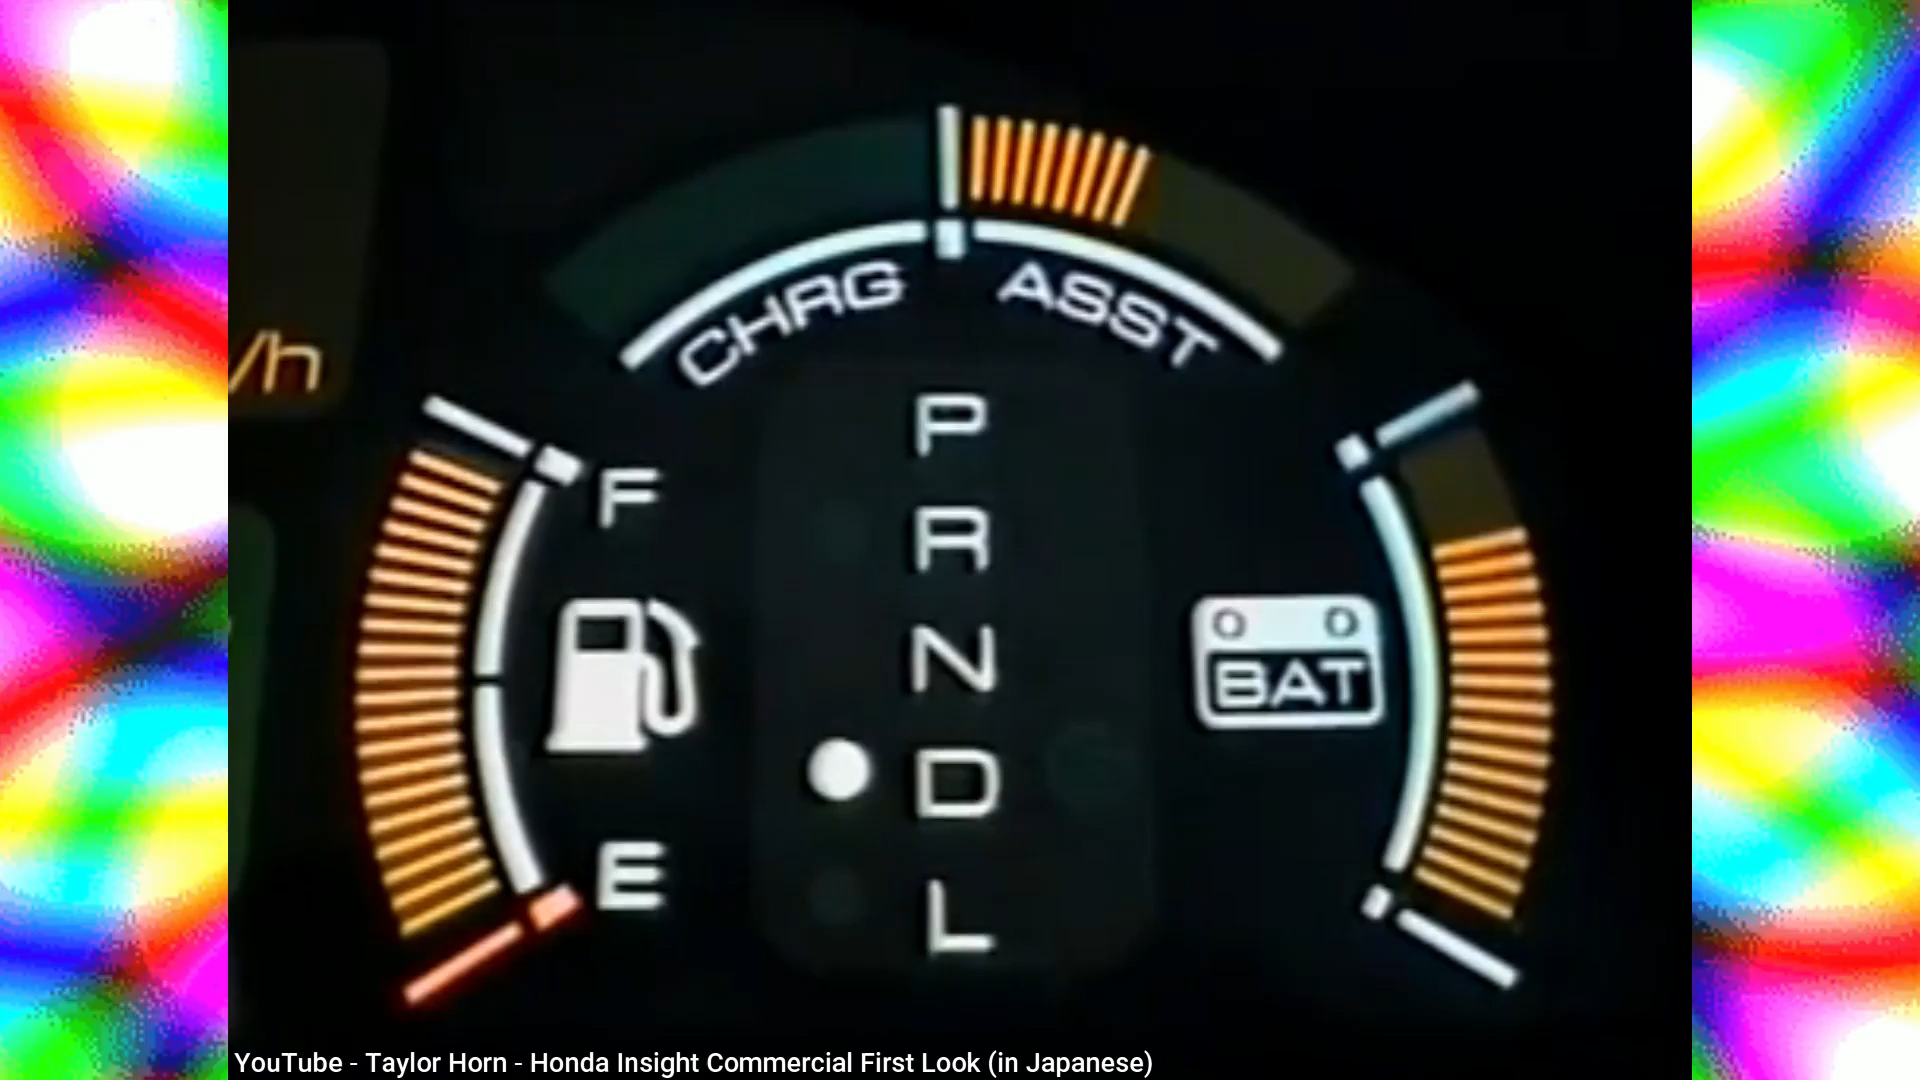 CHRG ASST
/h
P
F
R
N
BAT
D
E
L
YouTube - Taylor Horn - Honda Insight Commercial First Look (in Japanese)